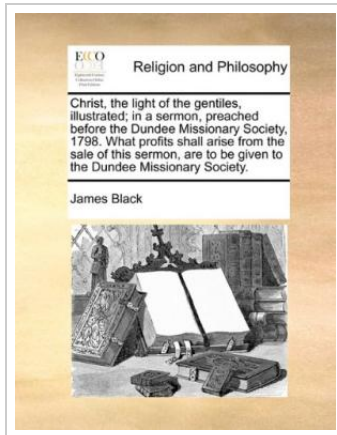 ECCO
Religion and Philosophy
Christ, the light of the gentiles,
illustrated; in a sermon, preached
before the Dundee Missionary Society,
1798. What profits shall arise from the
sale of this sermon, are to be given to
the Dundee Missionary Society.
James Black